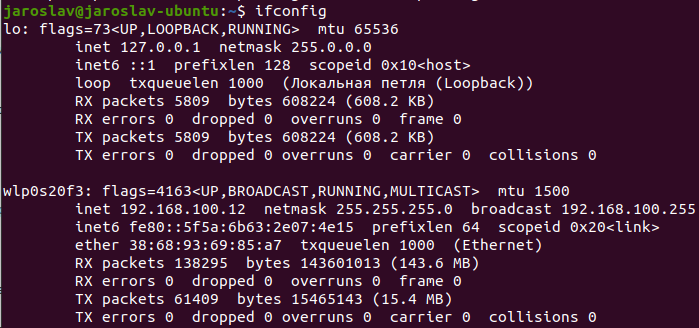 jaroslav@jaroslav-ubuntu:~$ ifconfig
lo: flags=73<UP,LOOPBACK,RUNNING>  mtu 65536
        inet 127.0.0.1  netmask 255.0.0.0
        inet6 ::1  prefixlen 128  scopeid 0x10<host>
        loop  txqueuelen 1000  (Локальная петля (Loopback))
        RX packets 5809  bytes 608224 (608.2 KB)
        RX errors 0  dropped 0  overruns 0  frame 0
        TX packets 5809  bytes 608224 (608.2 KB)
        TX errors 0  dropped 0 overruns 0  carrier 0  collisions 0

wlp0s20f3: flags=4163<UP,BROADCAST,RUNNING,MULTICAST>  mtu 1500
        inet 192.168.100.12  netmask 255.255.255.0  broadcast 192.168.100.255
        inet6 fe80::5f5a:6b63:2e07:4e15  prefixlen 64  scopeid 0x20<link>
        ether 38:68:93:69:85:a7  txqueuelen 1000  (Ethernet)
        RX packets 138295  bytes 143601013 (143.6 MB)
        RX errors 0  dropped 0  overruns 0  frame 0
        TX packets 61409  bytes 15465143 (15.4 MB)
        TX errors 0  dropped 0 overruns 0  carrier 0  collisions 0